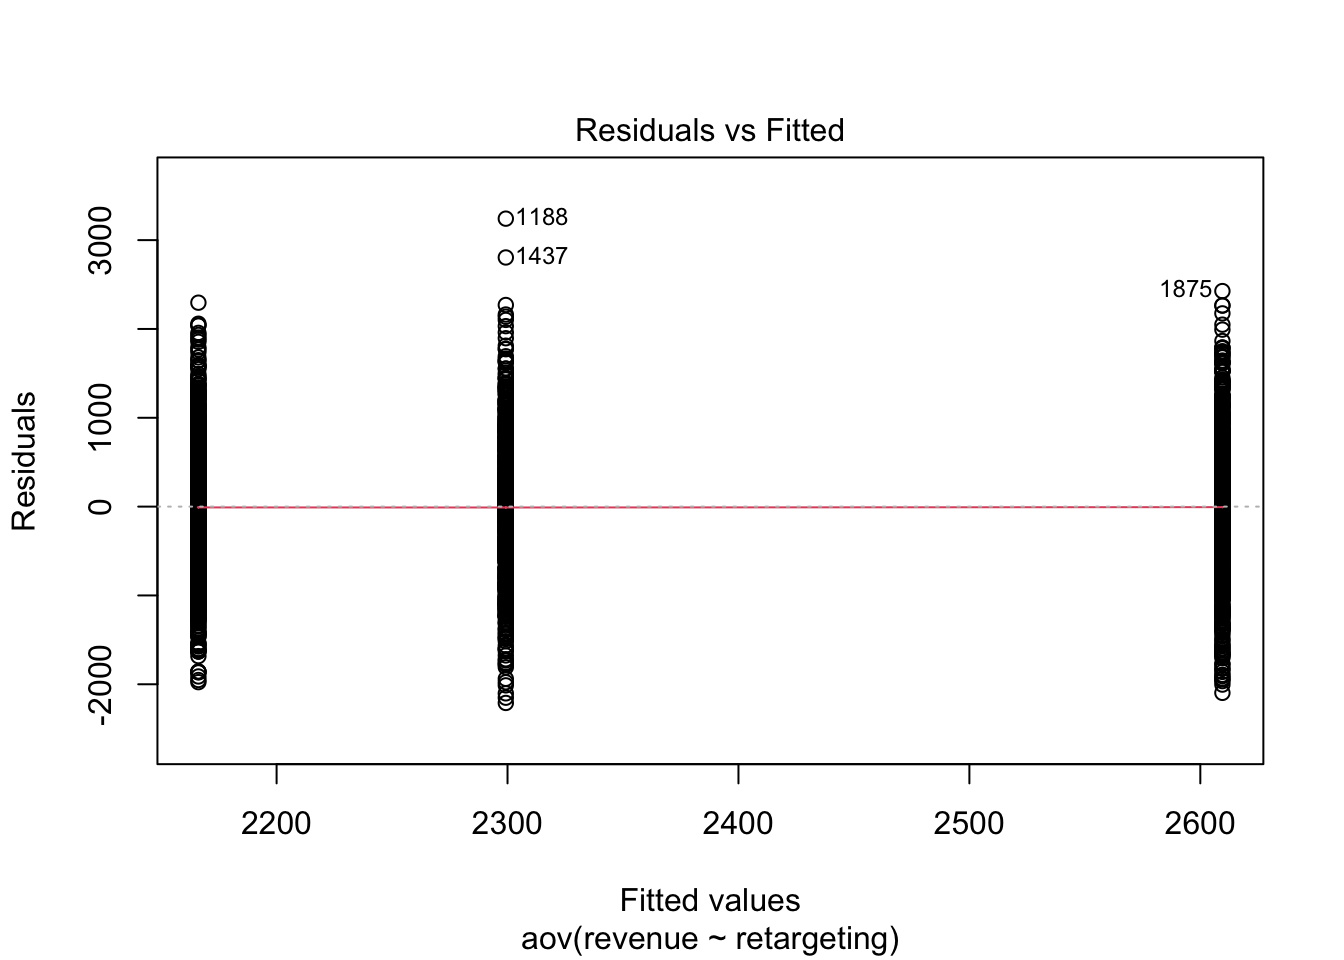 Residuals vs Fitted
3000
1000
0
-2000
Residuals
1188
1437
1875
2200 2300 2400 2500 2600
Fitted values
aov(revenue ~ retargeting)